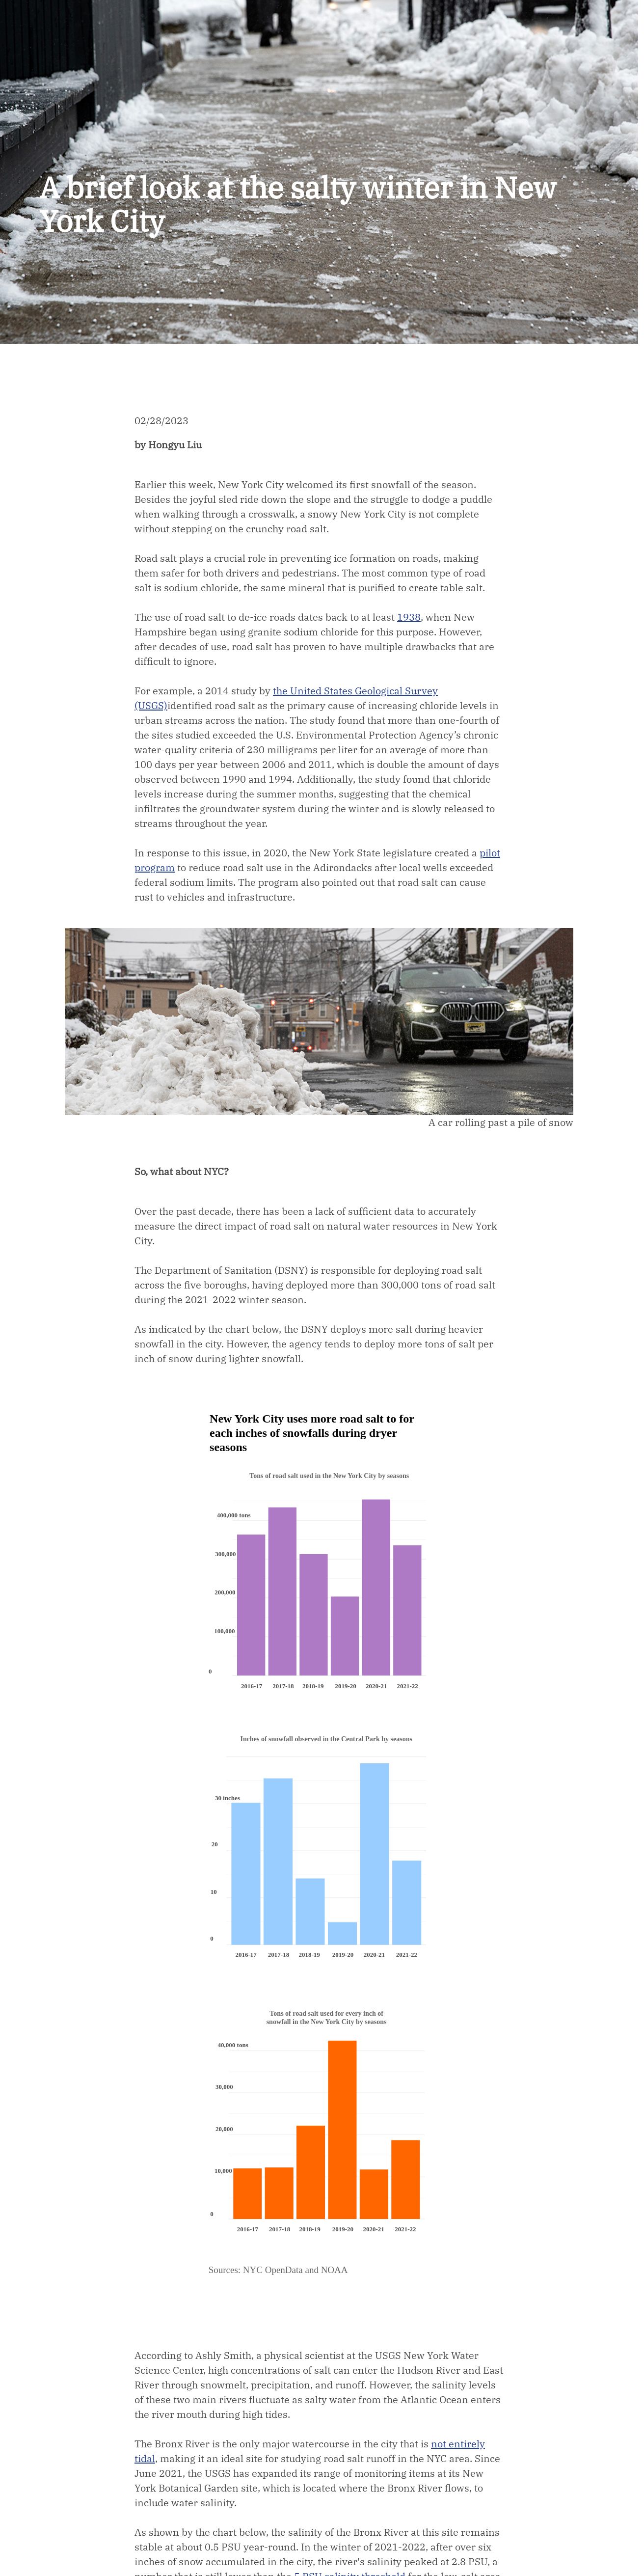 A brief look at the salty winter in New
York City
02/28/2023
by Hongyu Liu
Earlier this week, New York City welcomed its first snowfall of the season.
Besides the joyful sled ride down the slope and the struggle to dodge a puddle
when walking through a crosswalk, a snowy New York City is not complete
without stepping on the crunchy road salt.
Road salt plays a crucial role in preventing ice formation on roads, making
them safer for both drivers and pedestrians. The most common type of road
salt is sodium chloride, the same mineral that is purified to create table salt.
The use of road salt to de-ice roads dates back to at least 1938, when New
Hampshire began using granite sodium chloride for this purpose. However,
after decades of use, road salt has proven to have multiple drawbacks that are
difficult to ignore.
For example, a 2014 study by the United States Geological Survey
(USGS)identified road salt as the primary cause of increasing chloride levels in
urban streams across the nation. The study found that more than one-fourth of
the sites studied exceeded the U.S. Environmental Protection Agency’s chronic
water-quality criteria of 230 milligrams per liter for an average of more than
100 days per year between 2006 and 2011, which is double the amount of days
observed between 1990 and 1994. Additionally, the study found that chloride
levels increase during the summer months, suggesting that the chemical
infiltrates the groundwater system during the winter and is slowly released to
streams throughout the year.
In response to this issue, in 2020, the New York State legislature created a pilot
program to reduce road salt use in the Adirondacks after local wells exceeded
federal sodium limits. The program also pointed out that road salt can cause
rust to vehicles and infrastructure.
A car rolling past a pile of snow
So, what about NYC?
Over the past decade, there has been a lack of sufficient data to accurately
measure the direct impact of road salt on natural water resources in New York
City.
The Department of Sanitation (DSNY) is responsible for deploying road salt
across the five boroughs, having deployed more than 300,000 tons of road salt
during the 2021-2022 winter season.
As indicated by the chart below, the DSNY deploys more salt during heavier
snowfall in the city. However, the agency tends to deploy more tons of salt per
inch of snow during lighter snowfall.
New York City uses more road salt to for
each inches of snowfalls during dryer
seasons
Tons of road salt used in the New York City by seasons
400,000 tons
300,000
200,000
100,000
0
2016-17 2017-18 2018-19 2019-20 2020-21 2021-22
Inches of snowfall observed in the Central Park by seasons
30 inches
20
10
0
2016-17 2017-18 2018-19 2019-20 2020-21 2021-22
Tons of road salt used for every inch of
snowfall in the New York City by seasons
40,000 tons
30,000
20,000
10,000
0
2016-17 2017-18 2018-19 2019-20 2020-21 2021-22
Sources: NYC OpenData and NOAA
According to Ashly Smith, a physical scientist at the USGS New York Water
Science Center, high concentrations of salt can enter the Hudson River and East
River through snowmelt, precipitation, and runoff. However, the salinity levels
of these two main rivers fluctuate as salty water from the Atlantic Ocean enters
the river mouth during high tides.
The Bronx River is the only major watercourse in the city that is not entirely
tidal, making it an ideal site for studying road salt runoff in the NYC area. Since
June 2021, the USGS has expanded its range of monitoring items at its New
York Botanical Garden site, which is located where the Bronx River flows, to
include water salinity.
As shown by the chart below, the salinity of the Bronx River at this site remains
stable at about 0.5 PSU year-round. In the winter of 2021-2022, after over six
inches of snow accumulated in the city, the river's salinity peaked at 2.8 PSU, a